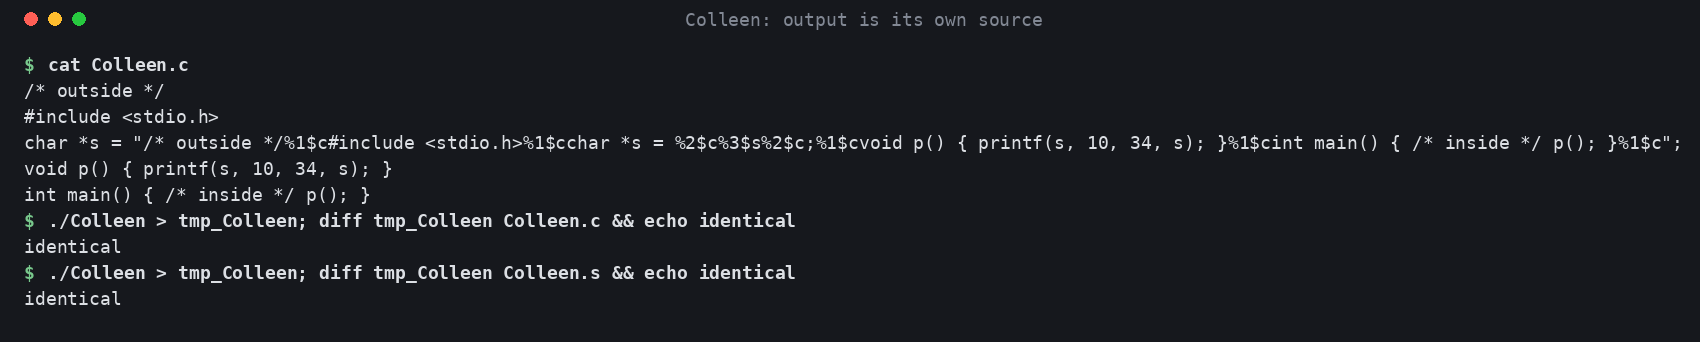 Colleen: output is its own source
$ cat Colleen.c
/* outside */
#include <stdio.h>
char *s = "/* outside */%1$c#include <stdio.h>%1$cchar *s = %2$c%3$s%2$c;%1$cvoid p() { printf(s, 10, 34, s); }%1$cint main() { /* inside */ p(); }%1$c";
void p() { printf(s, 10, 34, s); }
int main() { /* inside */ p(); }
$ ./Colleen > tmp_Colleen; diff tmp_Colleen Colleen.c && echo identical
identical
$ ./Colleen > tmp_Colleen; diff tmp_Colleen Colleen.s && echo identical
identical